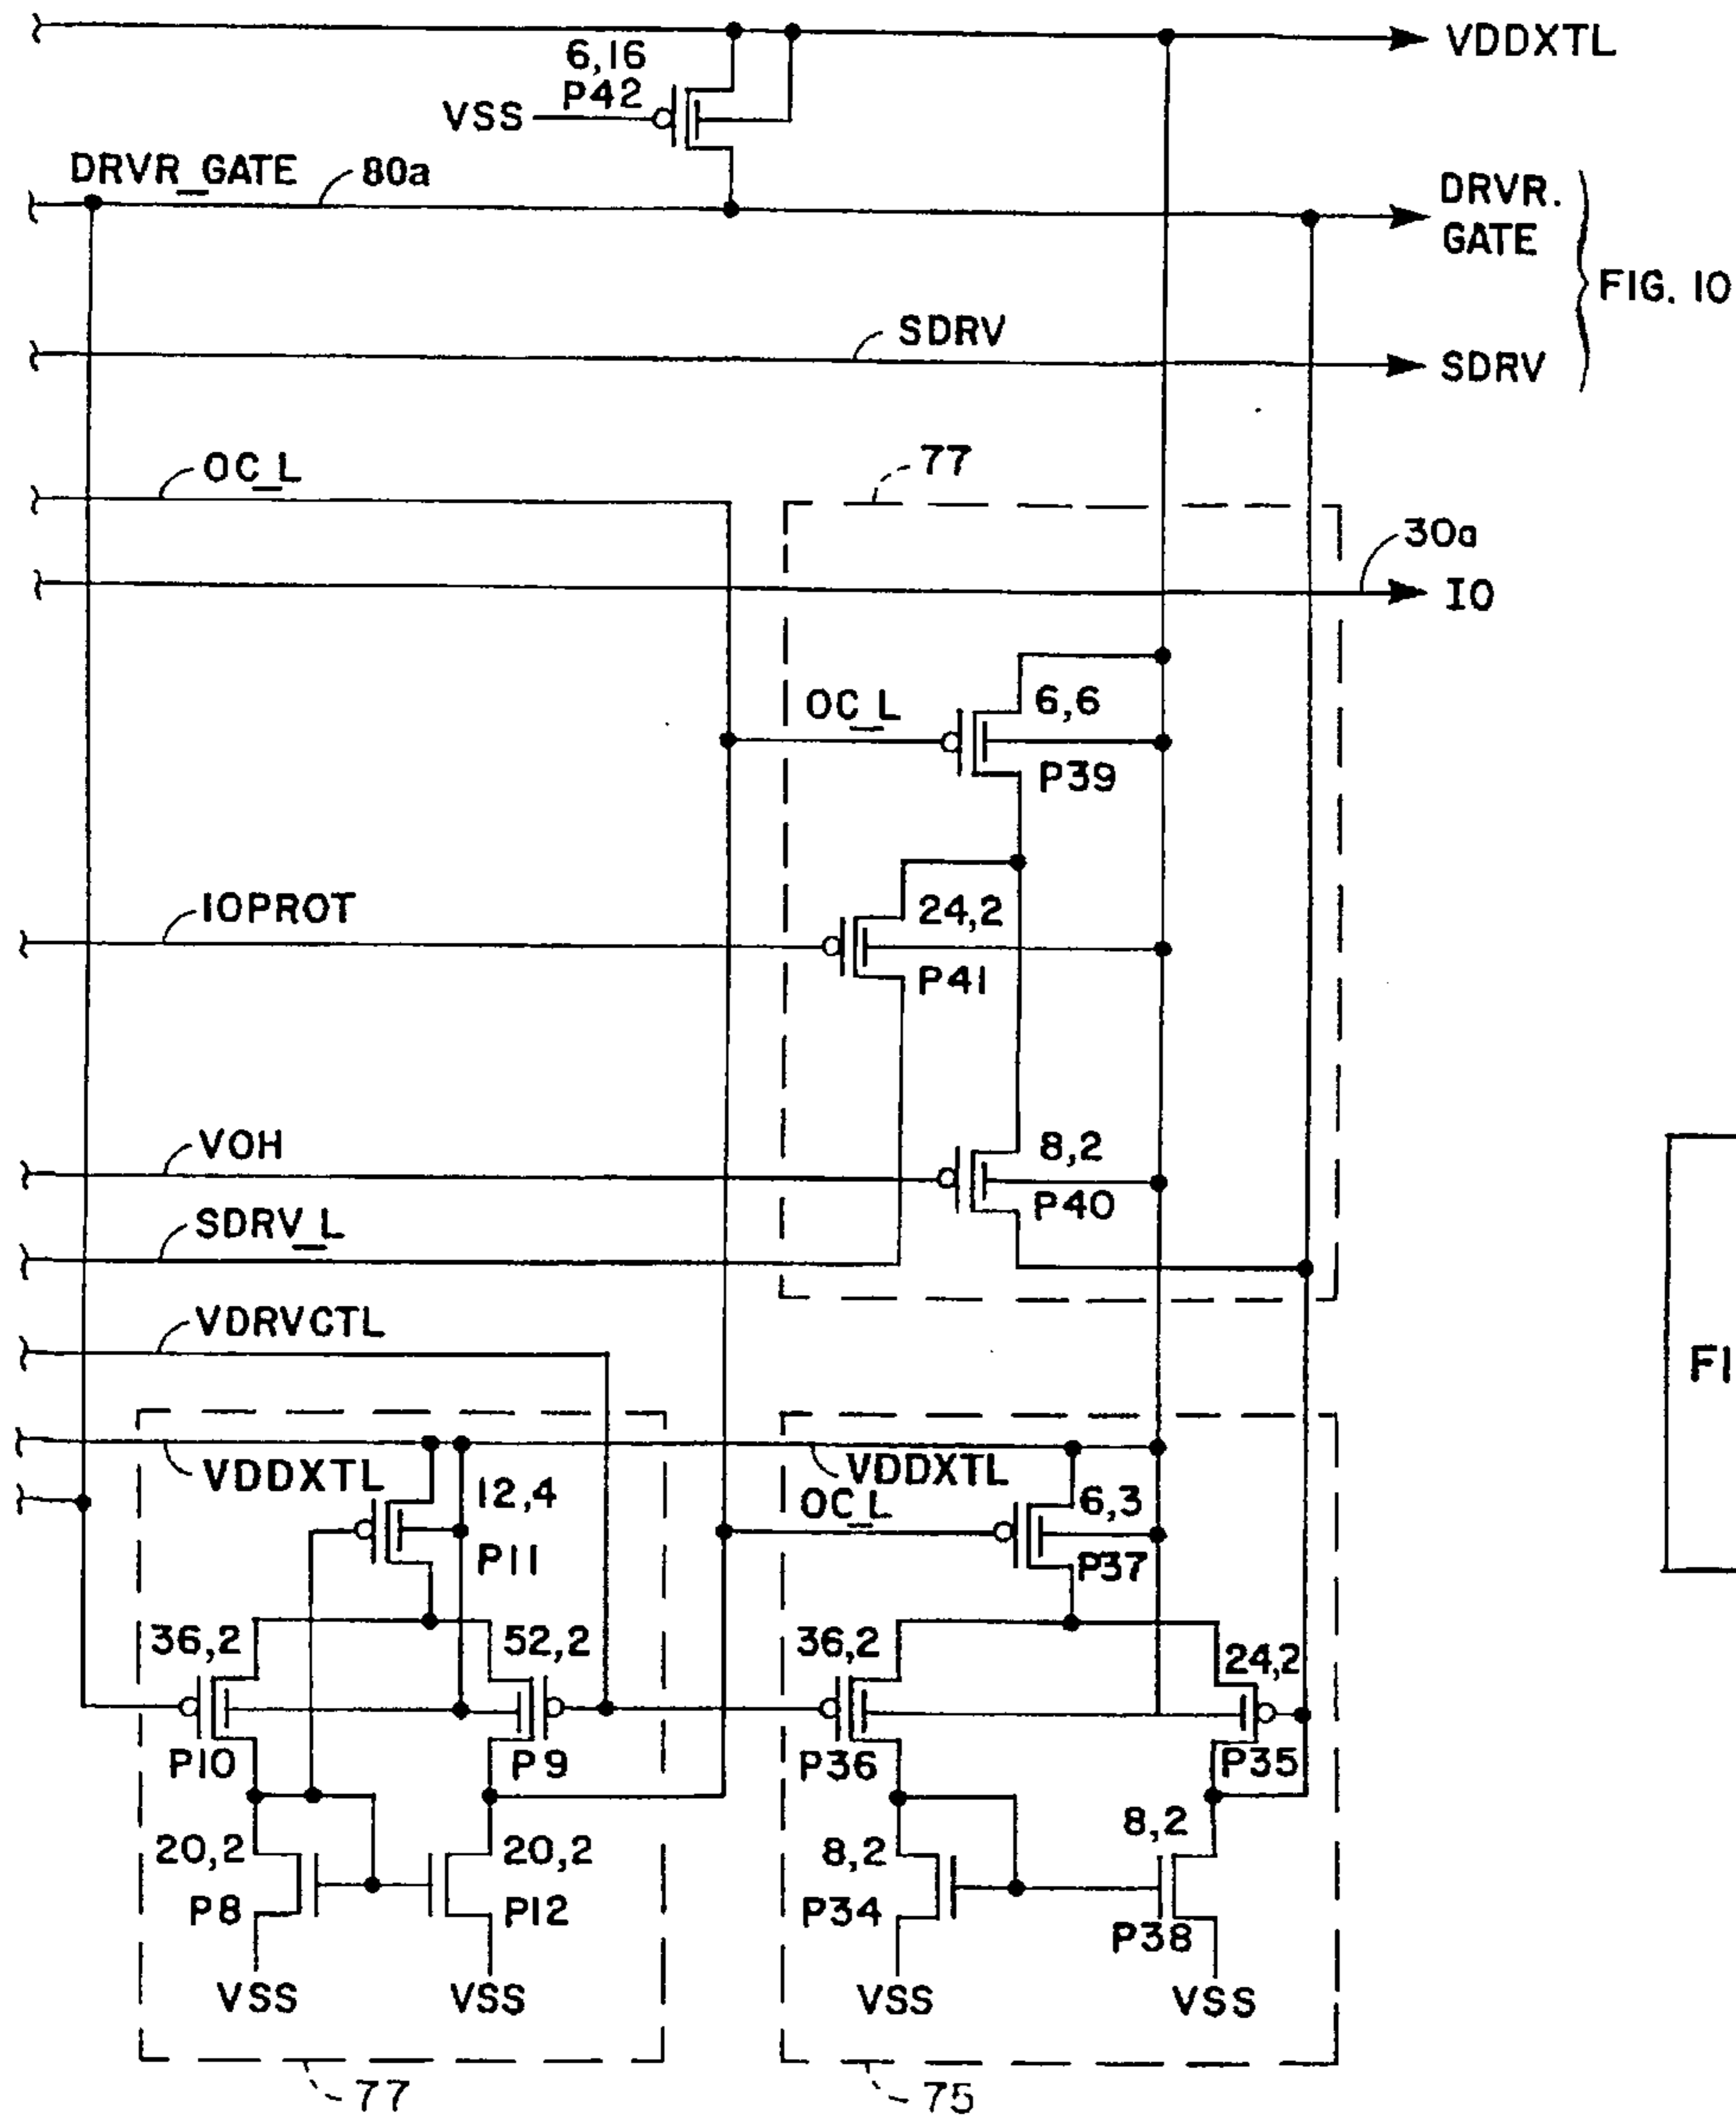 VDDXTL
6,16
P42
VSS
DRVR_GATE
80a
DRVR.
GATE
FIG. 10
SDRV
SDRV
OC_L
77
30a
IO
OC_L
6,6
P39
IOPROT
24,2
P41
VOH
8,2
P40
SDRV_L
VDRVCTL
VDDXTL
12,4
P11
VDDXTL
OC_L
6,3
P37
FI
36,2
P10
52,2
P9
36,2
P36
24,2
P35
20,2
P8
20,2
P12
8,2
P34
8,2
P38
VSS
VSS
VSS
VSS
77
75